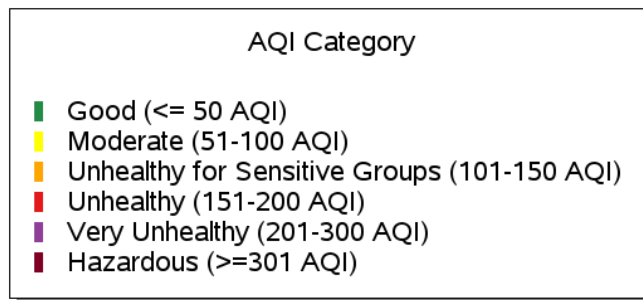 AQI Category
Good (<= 50 AQI)
Moderate (51-100 AQI)
Unhealthy for Sensitive Groups (101-150 AQI)
Unhealthy (151-200 AQI)
Very Unhealthy (201-300 AQI)
Hazardous (>=301 AQI)